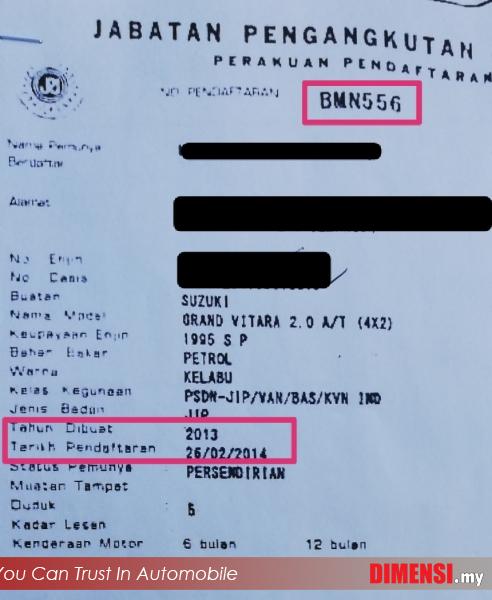 JABATAN PENGANGKUTAN
PERAKUAN PENDAFTARAN
NO PENDAFTARAN BMN556
Nama Pemunya
Berdaftar
Alamat
No Enjin
No Casis
Buatan SUZUKI
Nama Model GRAND VITARA 2.0 A/T (4X2)
Keupayaan Enjin 1995 S P
Bahan Bakar PETROL
Warna KELABU
Kelas Kegunaan PSDN-JIP/VAN/BAS/KVN IND
Jenis Badan JIP
Tahun Dibuat 2013
Tarikh Pendaftaran 26/02/2014
Status Pemunya PERSENDIRIAN
Muatan Tampat
Duduk 5
Kadar Lesen
Kenderaan Motor 6 bulan 12 bulan
You Can Trust In Automobile DIMENSI.my